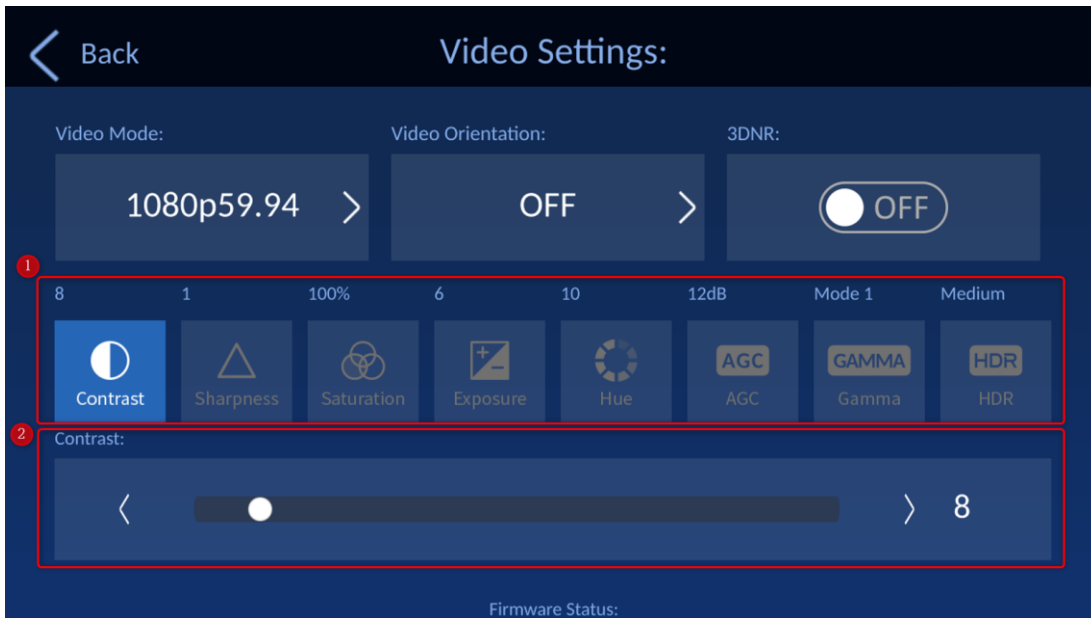 Back
Video Settings:
Video Mode:
Video Orientation:
3DNR:
1080p59.94
OFF
OFF
1
8
1
100%
6
10
12dB
Mode 1
Medium
AGC
GAMMA
HDR
Contrast
Sharpness
Saturation
Exposure
Hue
AGC
Gamma
HDR
2
Contrast:
8
Firmware Status: